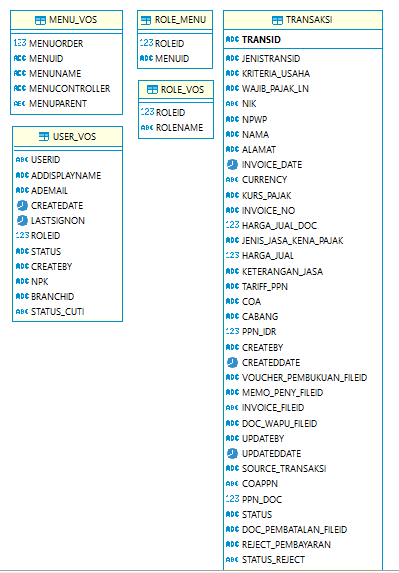 MENU_VOS
123 MENUORDER
ABC MENUID
ABC MENUNAME
ABC MENUCONTROLLER
ABC MENUPARENT
ROLE_MENU
123 ROLEID
ABC MENUID
ROLE_VOS
123 ROLEID
ABC ROLENAME
USER_VOS
ABC USERID
ABC ADDISPLAYNAME
ABC ADEMAIL
CREATEDATE
LASTSIGNON
123 ROLEID
ABC STATUS
ABC CREATEBY
ABC NPK
ABC BRANCHID
ABC STATUS_CUTI
TRANSAKSI
ABC TRANSID
ABC JENISTRANSID
ABC KRITERIA_USAHA
ABC WAJIB_PAJAK_LN
ABC NIK
ABC NPWP
ABC NAMA
ABC ALAMAT
INVOICE_DATE
ABC CURRENCY
ABC KURS_PAJAK
ABC INVOICE_NO
123 HARGA_JUAL_DOC
ABC JENIS_JASA_KENA_PAJAK
123 HARGA_JUAL
ABC KETERANGAN_JASA
ABC TARIFF_PPN
ABC COA
ABC CABANG
123 PPN_IDR
ABC CREATEBY
CREATEDDATE
ABC VOUCHER_PEMBUKUAN_FILEID
ABC MEMO_PENY_FILEID
ABC INVOICE_FILEID
ABC DOC_WAPU_FILEID
ABC UPDATEBY
UPDATEDDATE
ABC SOURCE_TRANSAKSI
ABC COAPPN
123 PPN_DOC
ABC STATUS
ABC DOC_PEMBATALAN_FILEID
ABC REJECT_PEMBAYARAN
ABC STATUS_REJECT